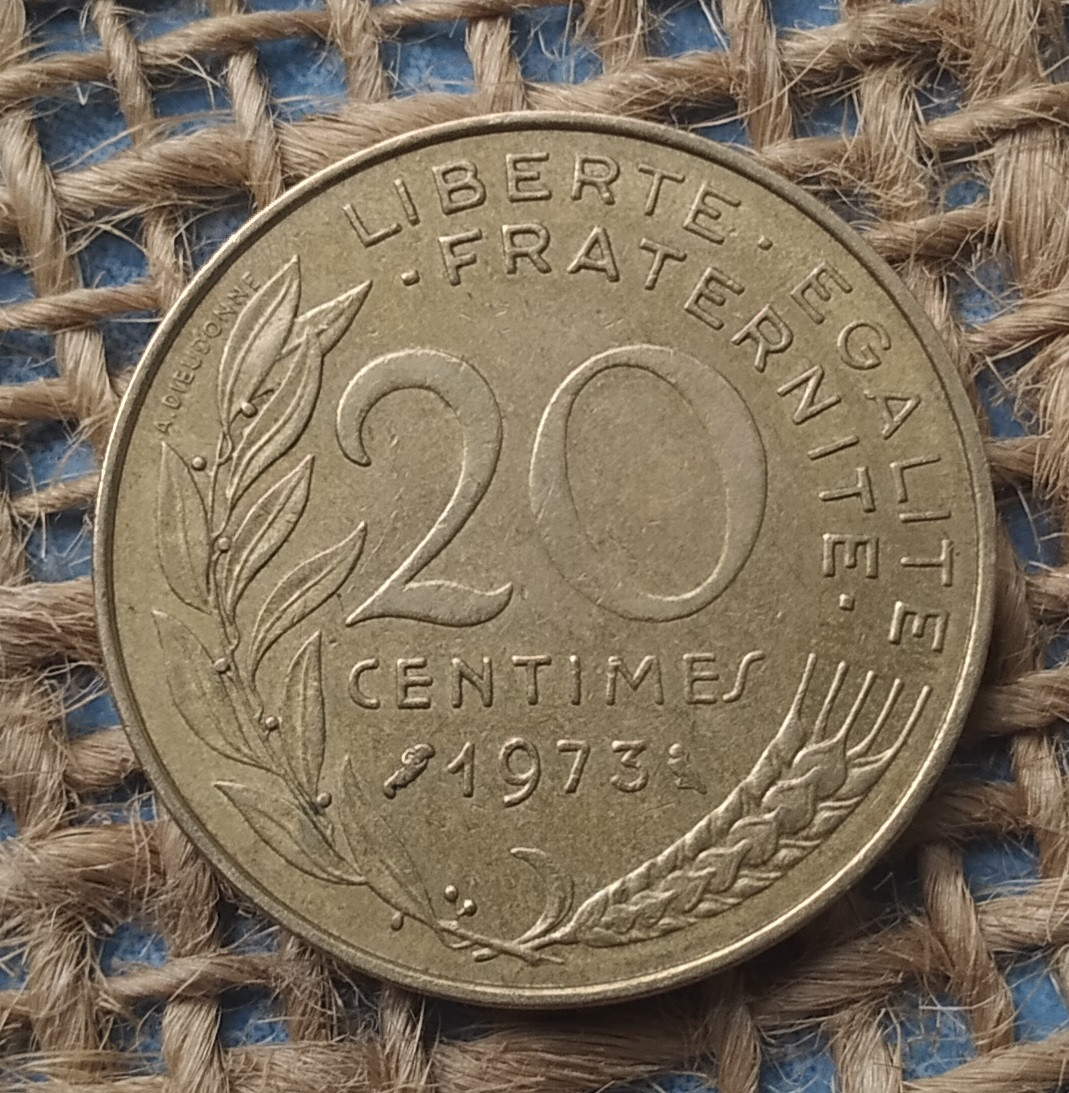 LIBERTE · EGALITE
· FRATERNITE ·
A. DIEUDONNE
20
CENTIMES
1973